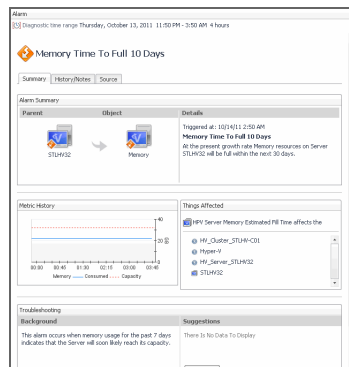 Alarm
Diagnostic time range Thursday, October 13, 2011 11:50 PM - 3:50 AM 4 hours
Memory Time To Full 10 Days
Summary History/Notes Source
Alarm Summary
Parent Object Details
STLHV32
Memory
Triggered at: 10/14/11 2:50 AM
Memory Time To Full 10 Days
At the present growth rate Memory resources on Server
STLHV32 will be full within the next 30 days.
Metric History
40
20
0
00:00 00:45 01:30 02:15 03:00 03:45
Memory Consumed Capacity
Things Affected
HPV Server Memory Estimated Fill Time affects the
HV_Cluster_STLHV-C01
Hyper-V
HV_Server_STLHV32
STLHV32
Troubleshooting
Background Suggestions
This alarm occurs when memory usage for the past 7 days
indicates that the Server will soon likely reach its capacity.
There Is No Data To Display